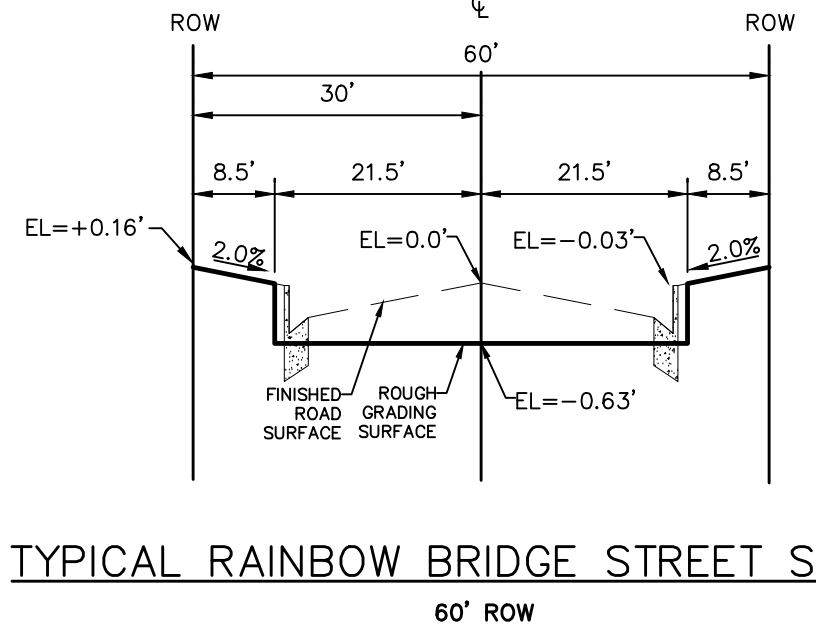 ℄
ROW
ROW
60'
30'
8.5'
21.5'
21.5'
8.5'
EL=+0.16'
2.0%
EL=0.0'
EL=-0.03'
2.0%
FINISHED
ROAD
SURFACE
ROUGH
GRADING
SURFACE
EL=-0.63'
TYPICAL RAINBOW BRIDGE STREET S
60' ROW